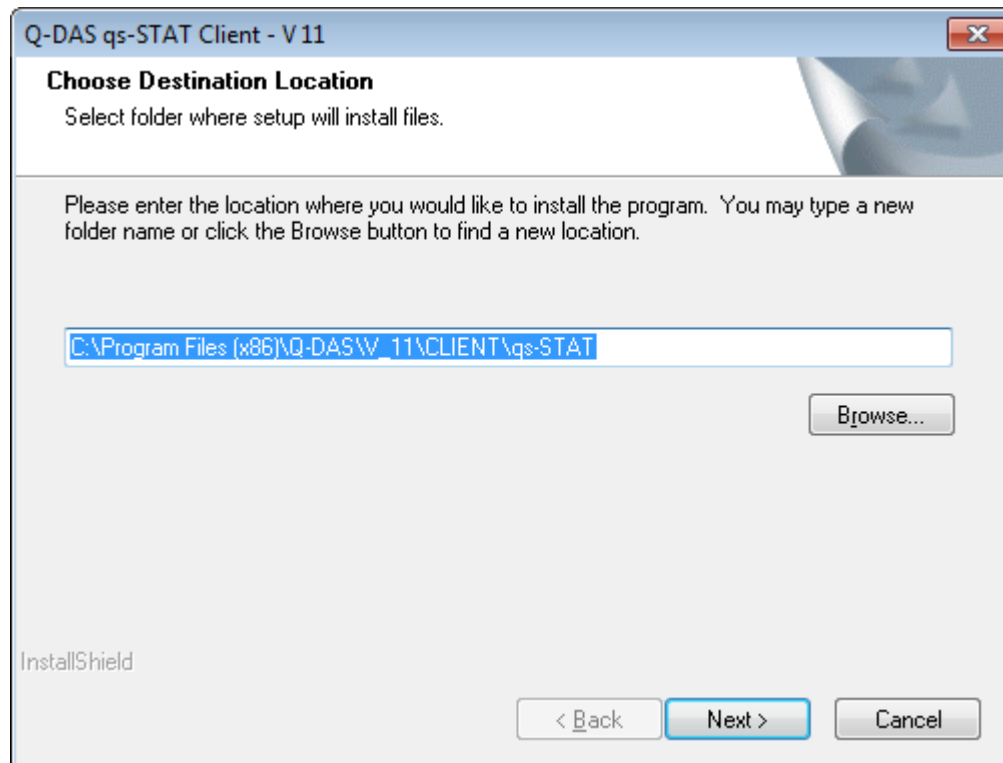 Q-DAS qs-STAT Client - V 11
Choose Destination Location
Select folder where setup will install files.
Please enter the location where you would like to install the program. You may type a new
folder name or click the Browse button to find a new location.
C:\Program Files (x86)\Q-DAS\V_11\CLIENT\qs-STAT
Browse...
InstallShield
< Back Next > Cancel